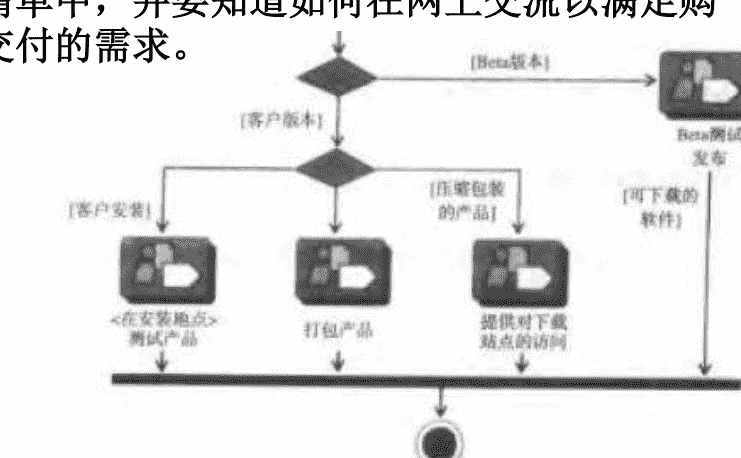 清单中，并要知道如何在网上交流以满足购
交付的需求。
[Beta版本]
[客户版本]
Beta测试
发布
[压缩包装
的产品]
[可下载的
软件]
[客户安装]
<在安装地点>
测试产品
打包产品
提供对下载
站点的访问